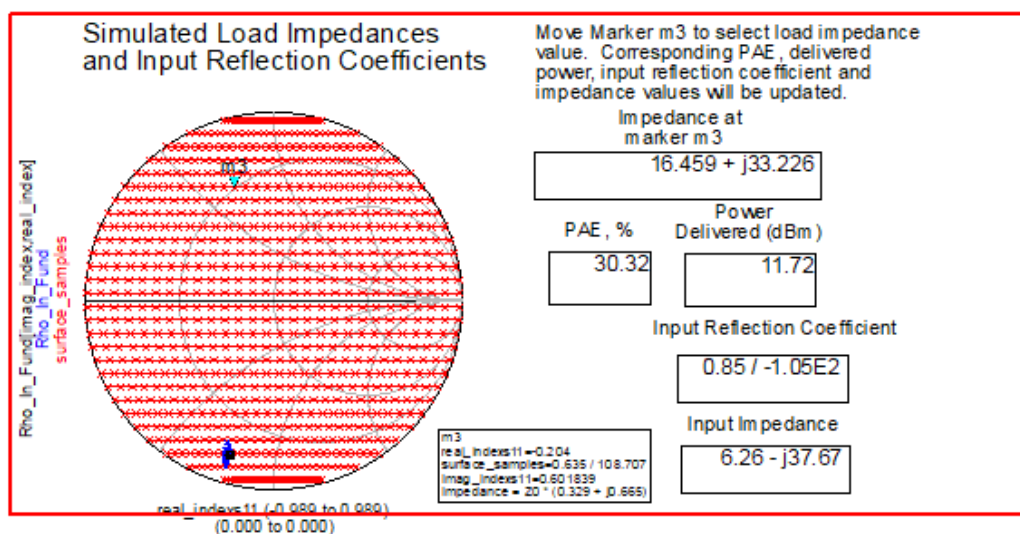 Simulated Load Impedances
and Input Reflection Coefficients
Move Marker m3 to select load impedance
value. Corresponding PAE, delivered
power, input reflection coefficient and
impedance values will be updated.
Impedance at
marker m3
16.459 + j33.226
PAE, %
30.32
Power
Delivered (dBm)
11.72
Input Reflection Coefficient
0.85 / -1.05E2
Input Impedance
6.26 - j37.67
m3
Rho_In_Fund[imag_index,real_index]
Rho_In_Fund
surface_samples
m3
real_indexs11=-0.204
surface_samples=0.635 / 108.707
imag_indexs11=0.601839
impedance = Z0 * (0.329 + j0.665)
real_indexs11 (-0.989 to 0.989)
(0.000 to 0.000)